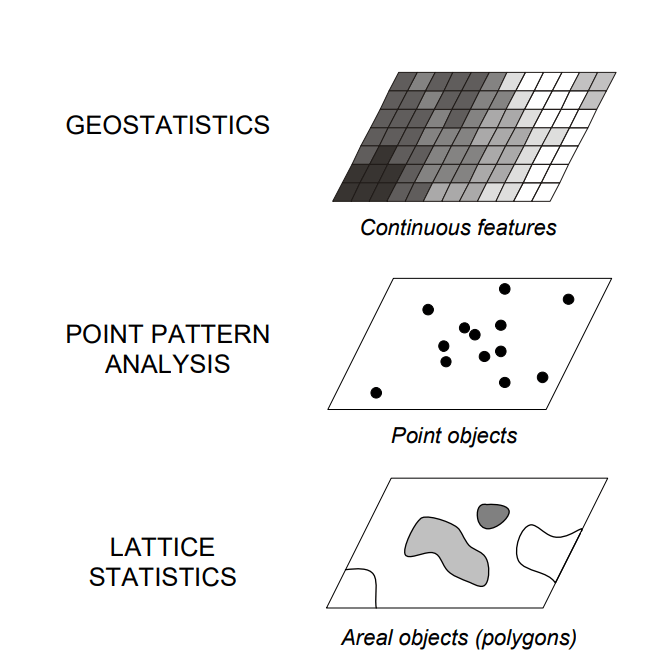 GEOSTATISTICS
Continuous features
POINT PATTERN
ANALYSIS
Point objects
LATTICE
STATISTICS
Areal objects (polygons)